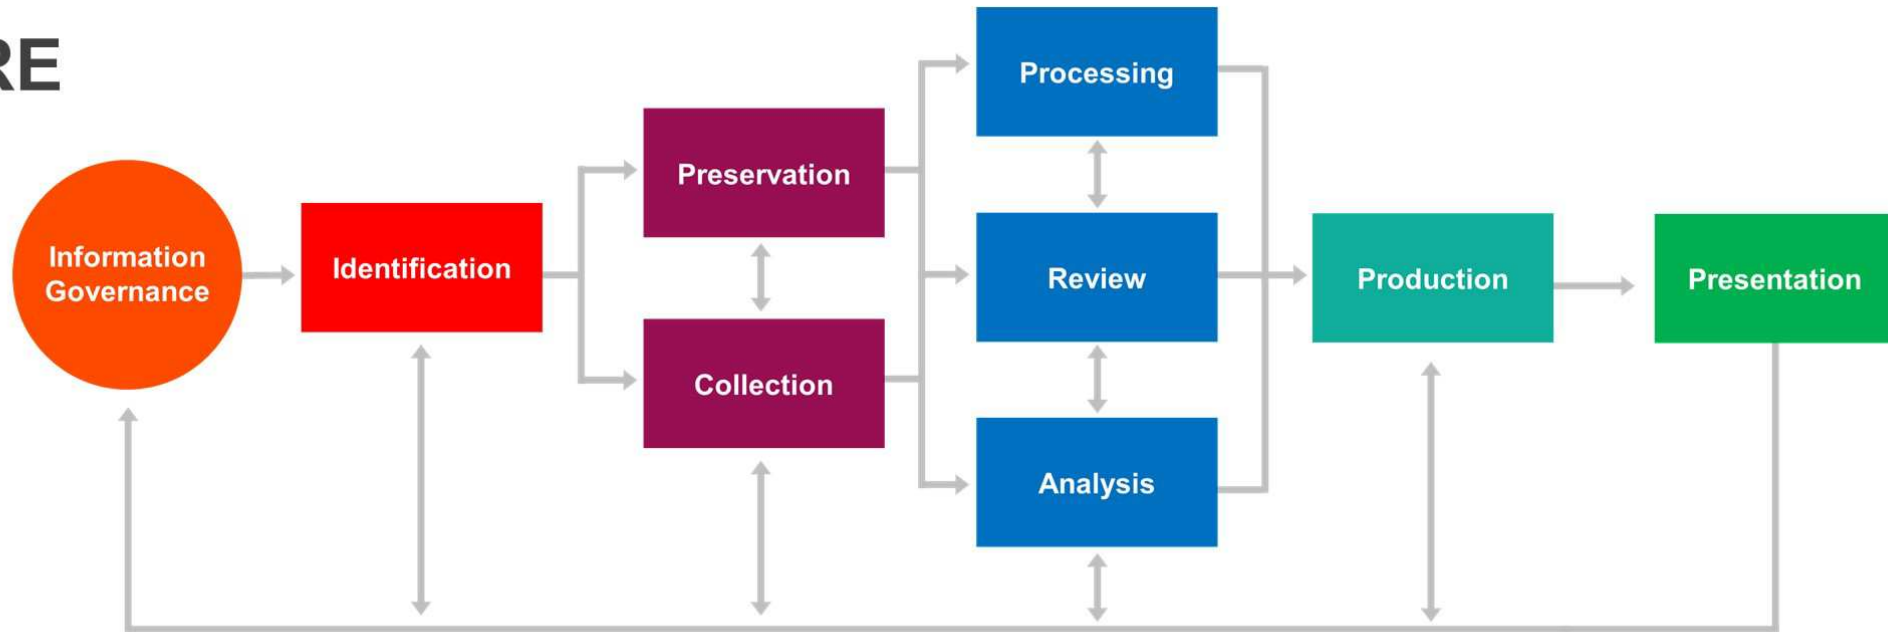 RE
Information
Governance
Identification
Preservation
Collection
Processing
Review
Analysis
Production
Presentation